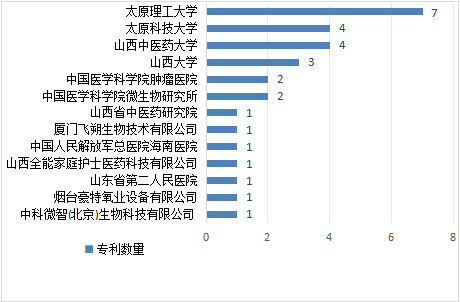 太原理工大学 7
太原科技大学 4
山西中医药大学 4
山西大学 3
中国医学科学院肿瘤医院 2
中国医学科学院微生物研究所 2
山西省中医药研究院 1
厦门飞朔生物技术有限公司 1
中国人民解放军总医院海南医院 1
山西全能家庭护士医药科技有限公司 1
山东省第二人民医院 1
烟台豪特氧业设备有限公司 1
中科微智(北京)生物科技有限公司 1
0 2 4 6 8
专利数量